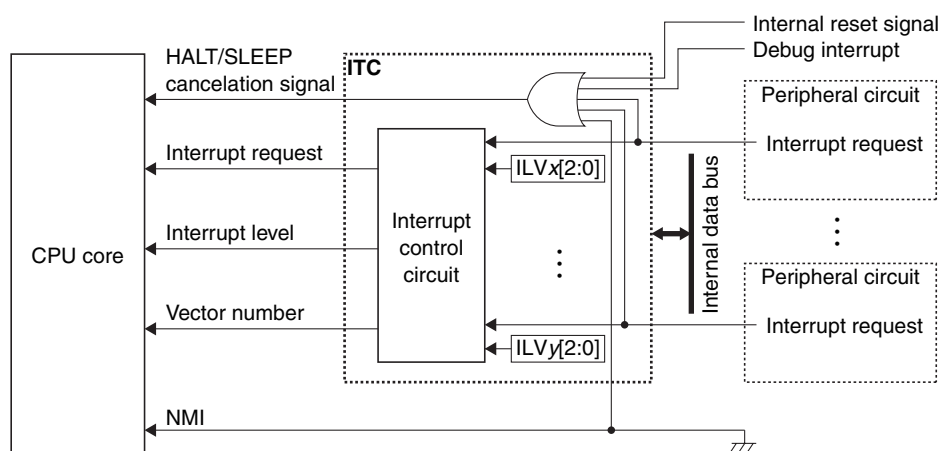 Internal reset signal
Debug interrupt
HALT/SLEEP
cancelation signal
ITC
Peripheral circuit
Interrupt request
Interrupt request
ILVx[2:0]
Internal data bus
Interrupt
control
circuit
Interrupt level
CPU core
Peripheral circuit
Vector number
Interrupt request
ILVy[2:0]
NMI